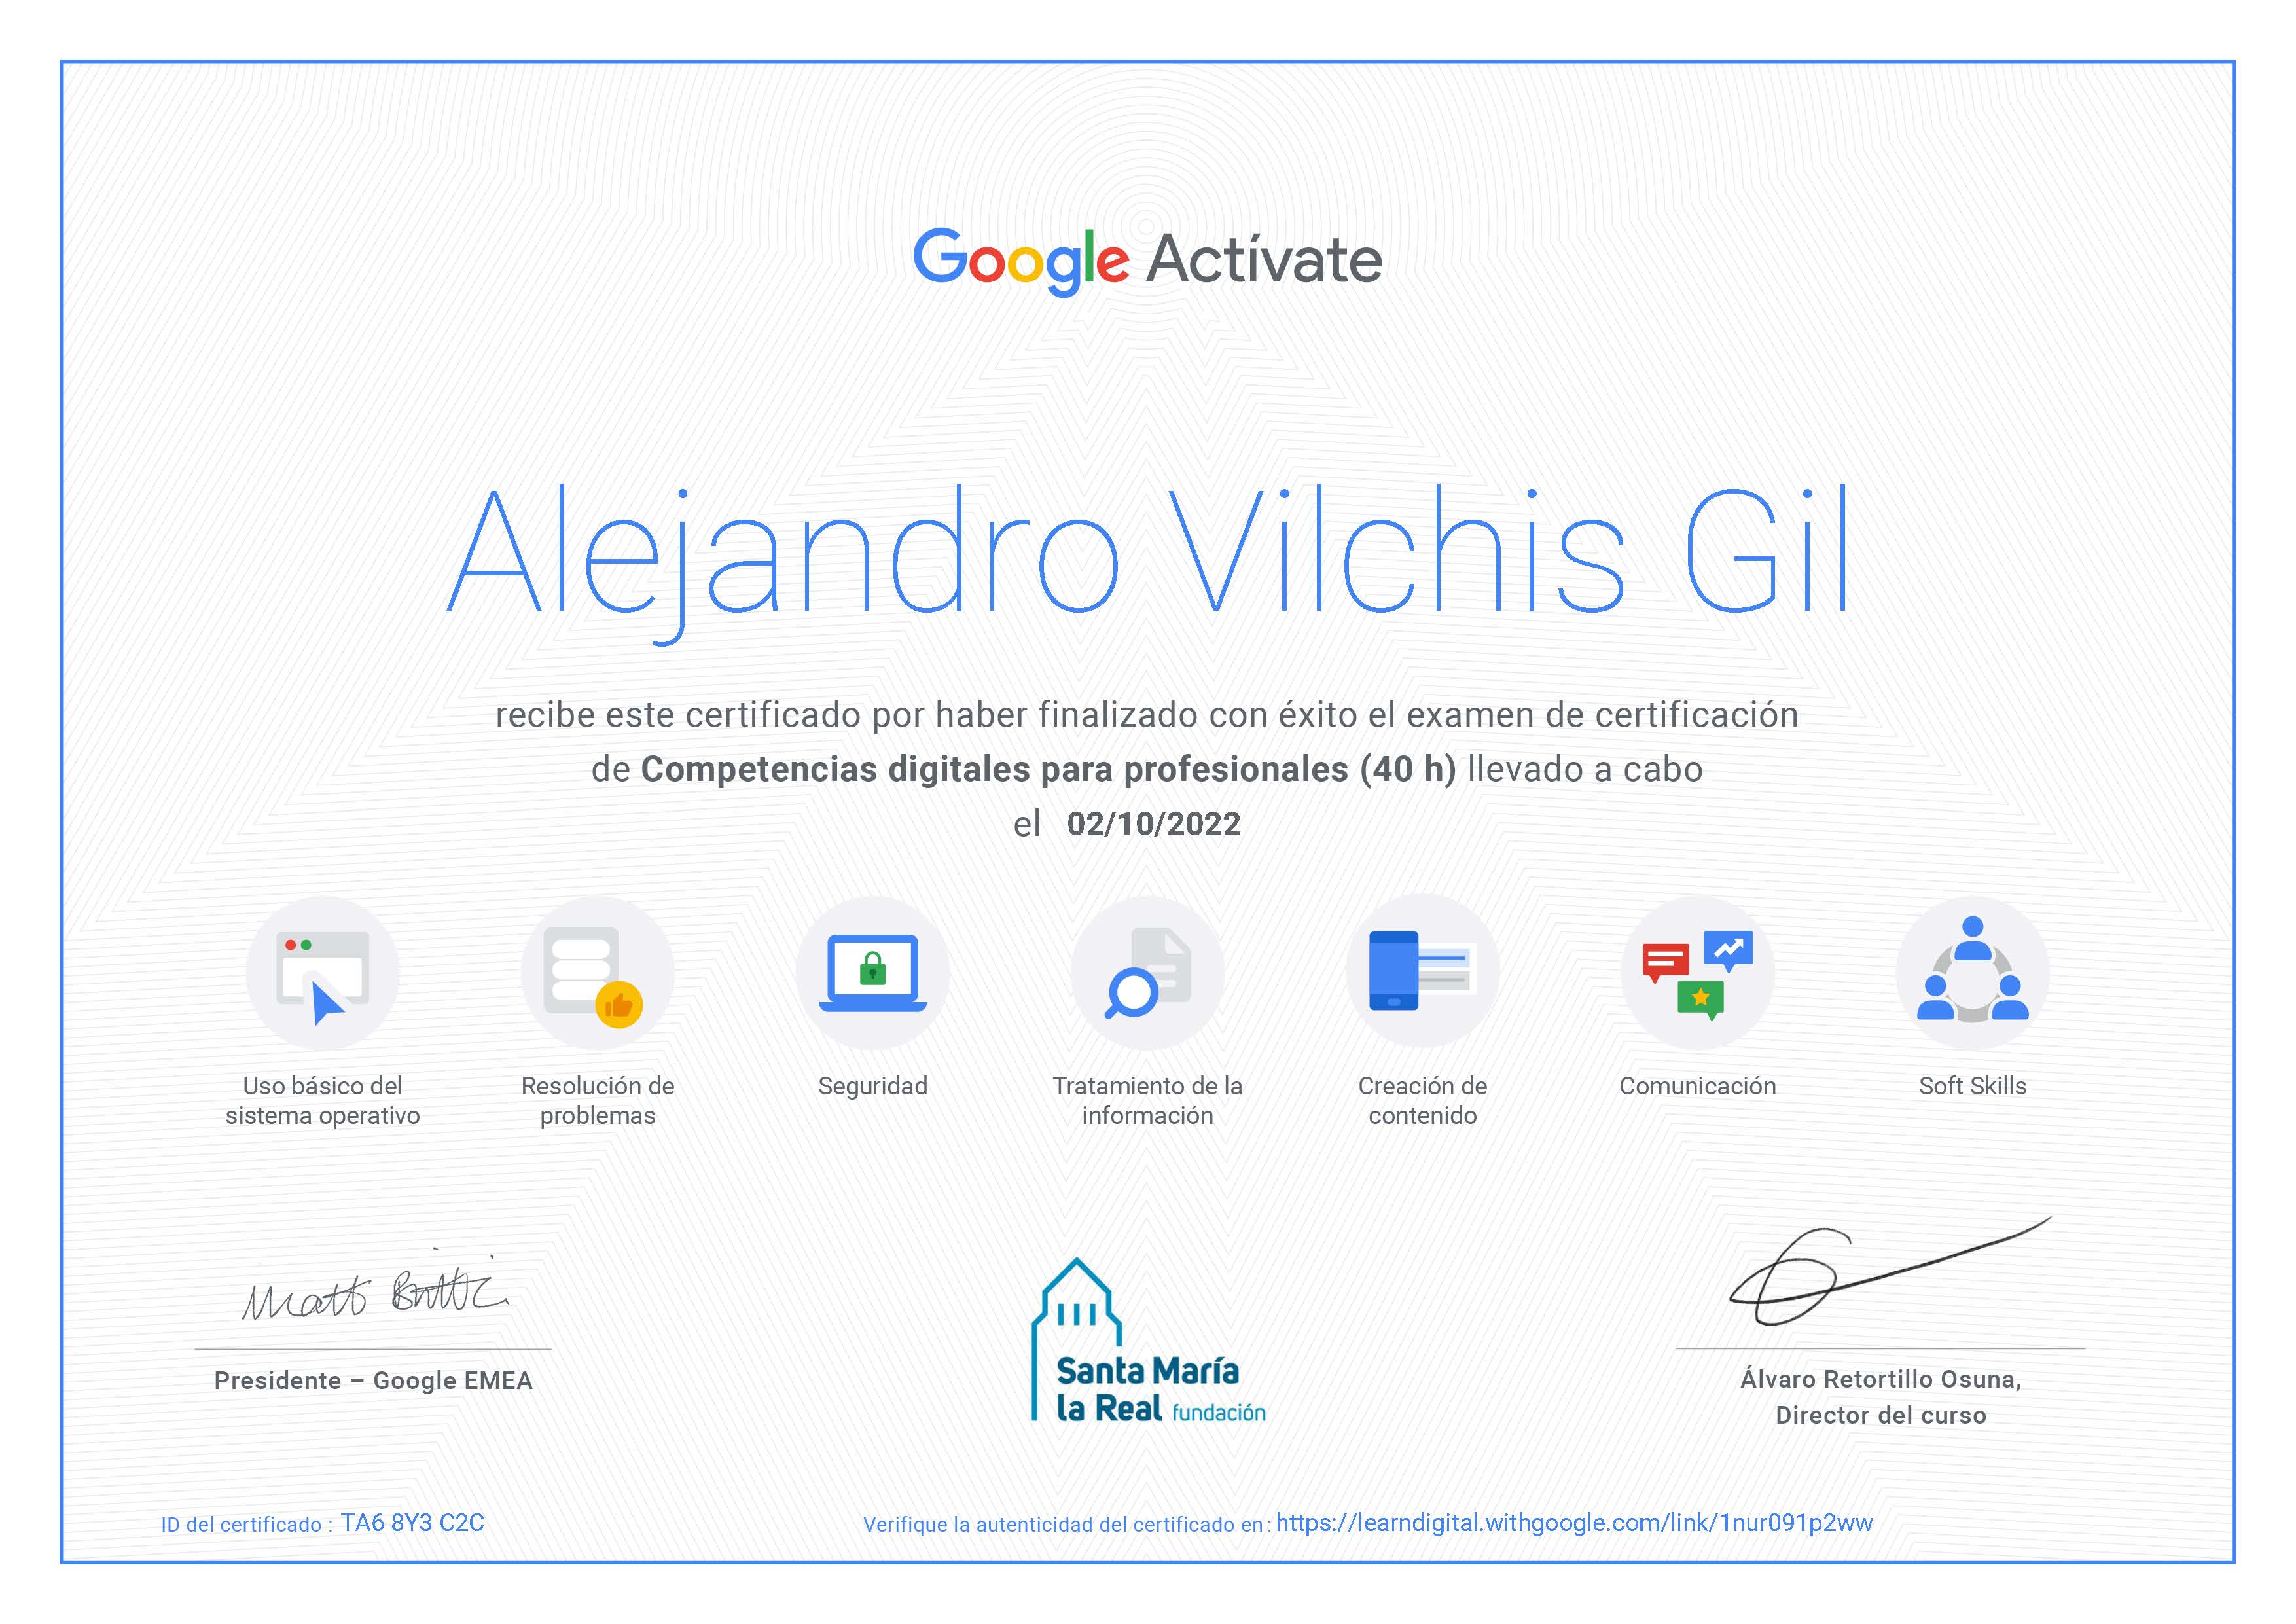 Google Actívate
Alejandro Vilchis Gil
recibe este certificado por haber finalizado con éxito el examen de certificación
de Competencias digitales para profesionales (40 h) llevado a cabo
el 02/10/2022
Uso básico del
sistema operativo
Resolución de
problemas
Seguridad
Tratamiento de la
información
Creación de
contenido
Comunicación
Soft Skills
Presidente – Google EMEA
Santa María
la Real fundación
Álvaro Retortillo Osuna,
Director del curso
ID del certificado : TA6 8Y3 C2C
Verifique la autenticidad del certificado en : https://learndigital.withgoogle.com/link/1nur091p2ww